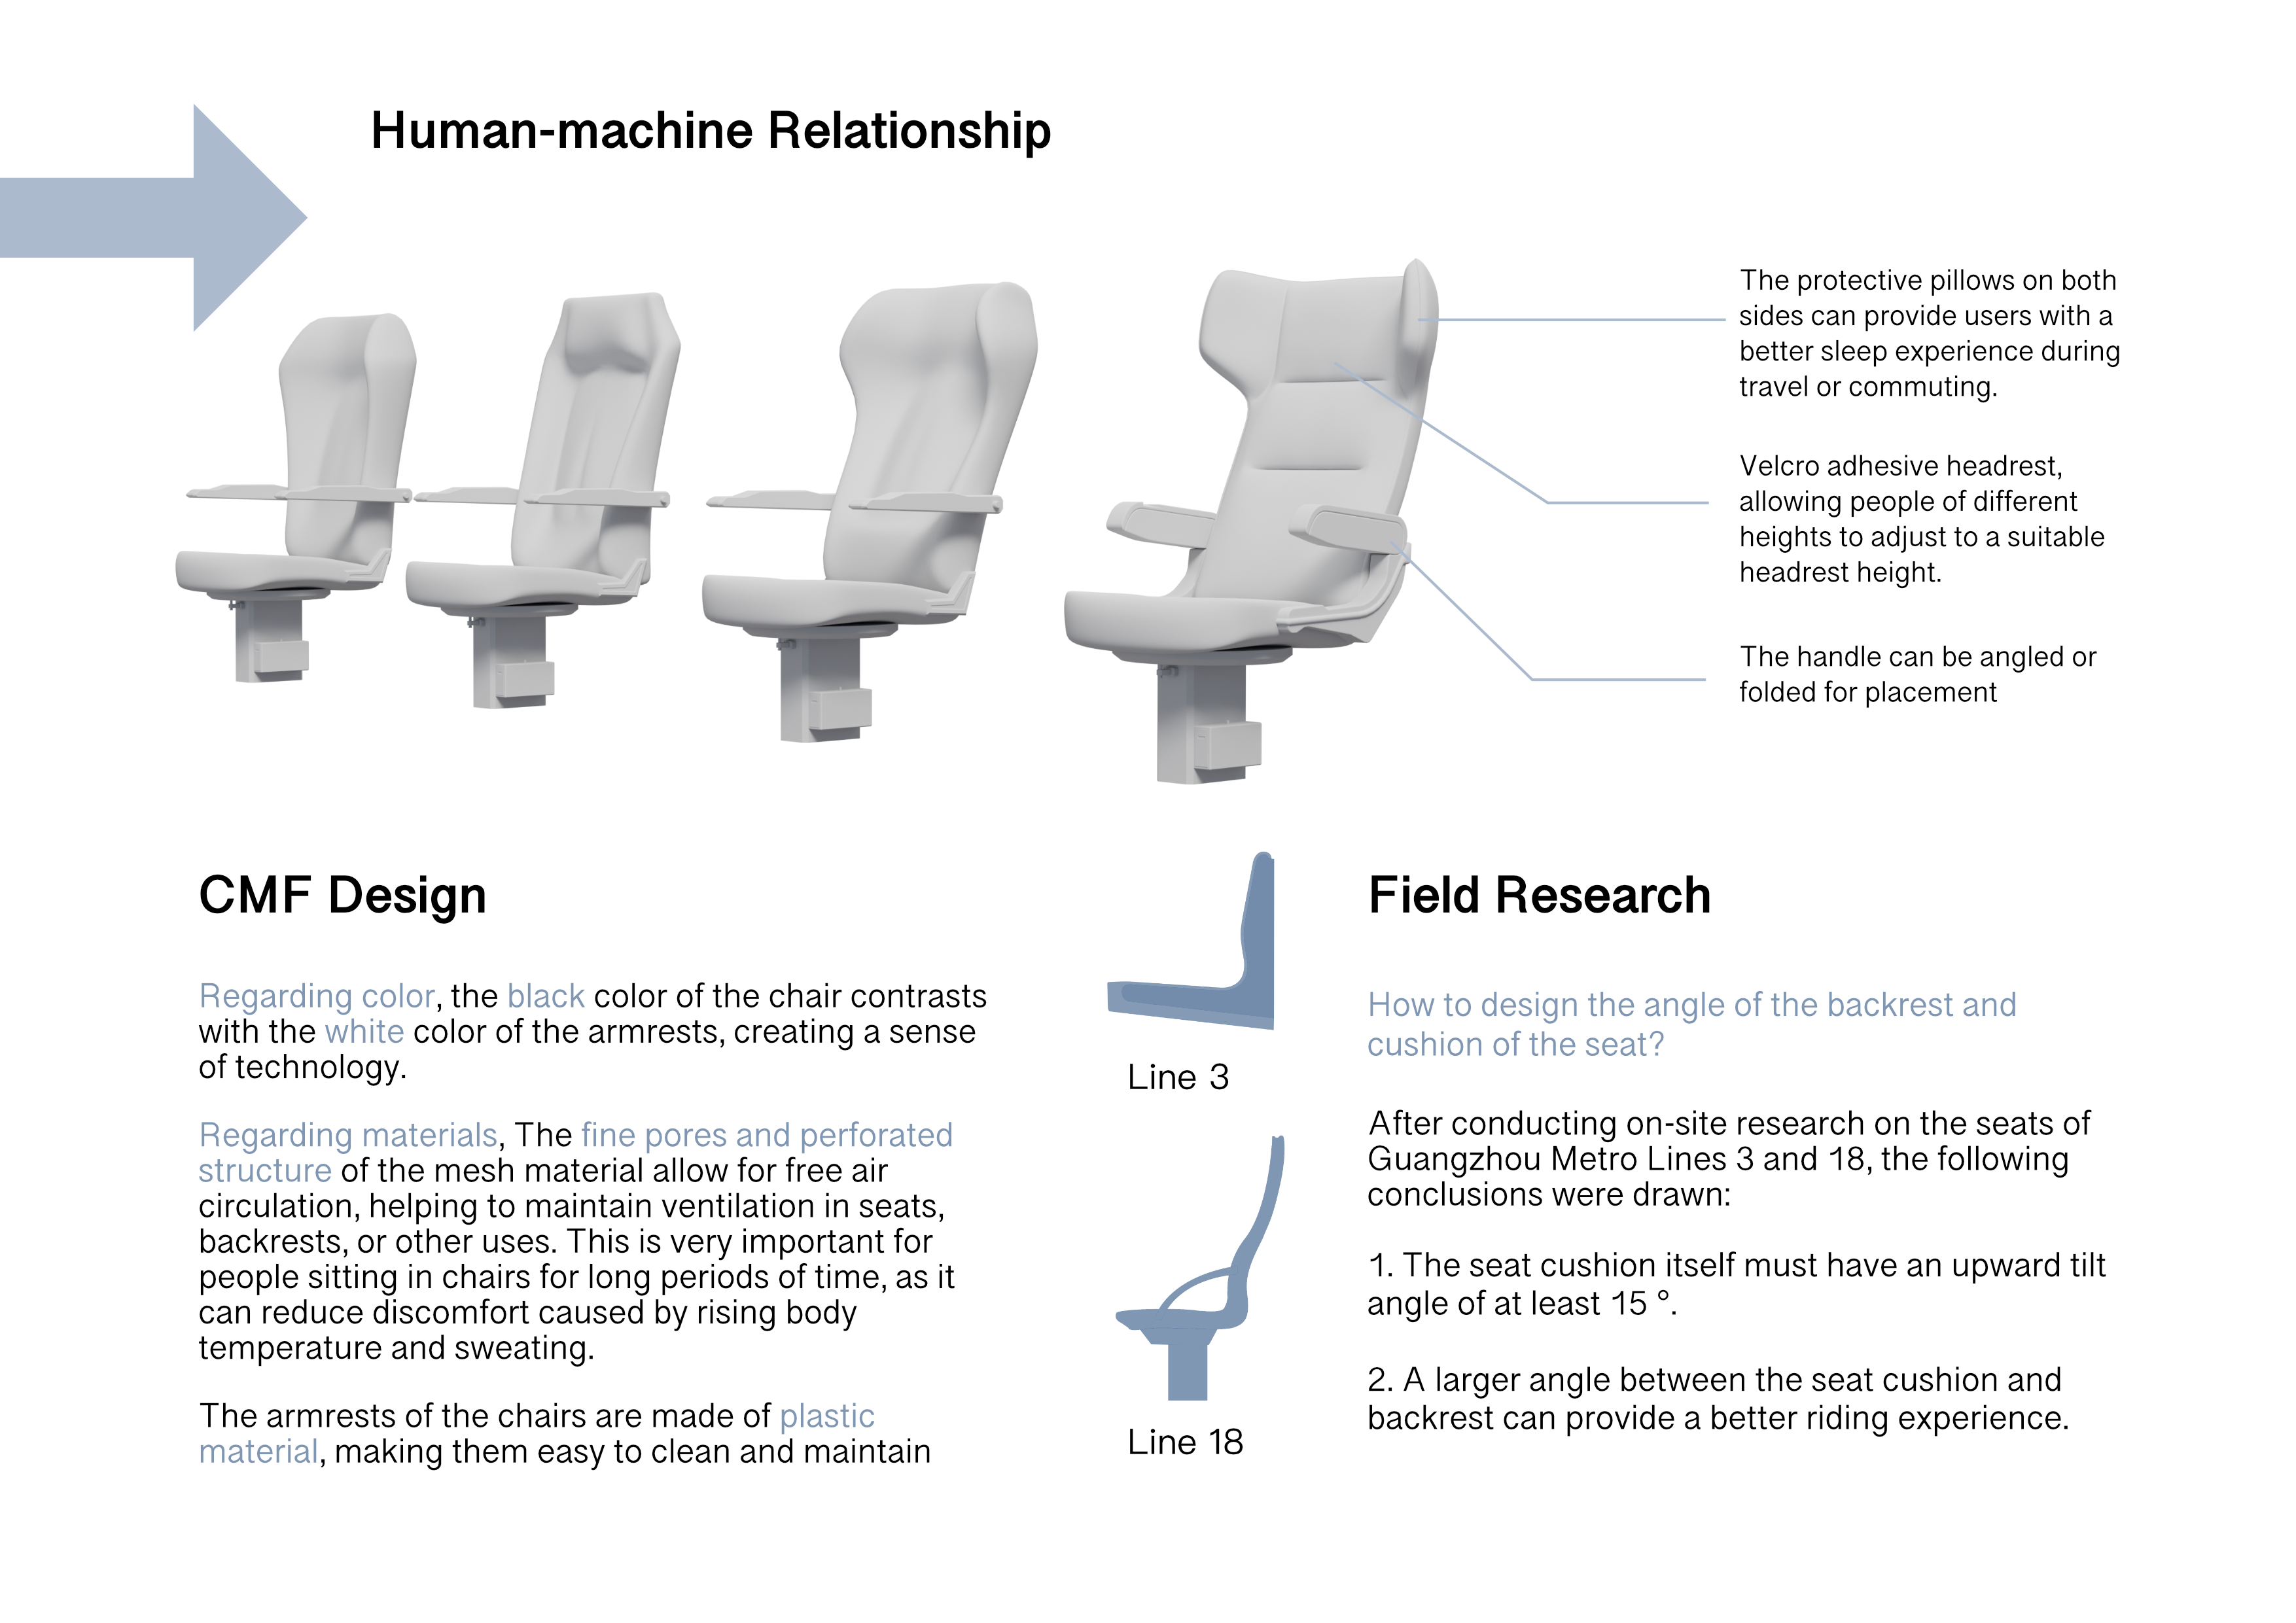 Human-machine Relationship
The protective pillows on both
sides can provide users with a
better sleep experience during
travel or commuting.
Velcro adhesive headrest,
allowing people of different
heights to adjust to a suitable
headrest height.
The handle can be angled or
folded for placement
CMF Design
Regarding color, the black color of the chair contrasts
with the white color of the armrests, creating a sense
of technology.
Regarding materials, The fine pores and perforated
structure of the mesh material allow for free air
circulation, helping to maintain ventilation in seats,
backrests, or other uses. This is very important for
people sitting in chairs for long periods of time, as it
can reduce discomfort caused by rising body
temperature and sweating.
The armrests of the chairs are made of plastic
material, making them easy to clean and maintain
Line 3
Line 18
Field Research
How to design the angle of the backrest and
cushion of the seat?
After conducting on-site research on the seats of
Guangzhou Metro Lines 3 and 18, the following
conclusions were drawn:
1. The seat cushion itself must have an upward tilt
angle of at least 15 °.
2. A larger angle between the seat cushion and
backrest can provide a better riding experience.